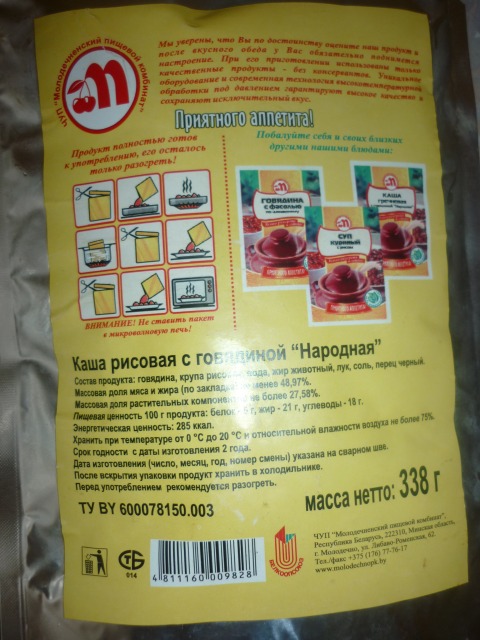 ЧУП "Молодечненский пищевой комбинат"
Мы уверены, что Вы по достоинству оцените наш продукт и
после вкусного обеда у Вас обязательно поднимется
настроение. При его приготовлении использованы только
качественные продукты - без консервантов. Уникальное
оборудование и современная технология высокотемпературной
обработки под давлением гарантируют высокое качество и
сохраняют исключительный вкус.
Приятного аппетита!
Продукт полностью готов
к употреблению, его осталось
только разогреть!
Побалуйте себя и своих близких
другими нашими блюдами:
ГОВЯДИНА
с фасолью
КАША
гречневая
СУП
куриный
с рисом
ВНИМАНИЕ! Не ставить пакет
в микроволновую печь!
Каша рисовая с говядиной "Народная"
Состав продукта: говядина, крупа рисовая, вода, жир животный, лук, соль, перец черный.
Массовая доля мяса и жира (по закладке) не менее 48,97%.
Массовая доля растительных компонентов не более 27,58%.
Пищевая ценность 100 г продукта: белок - г, жир - 21 г, углеводы - 18 г.
Энергетическая ценность: 285 ккал.
Хранить при температуре от 0 °С до 20 °С и относительной влажности воздуха не более 75%.
Срок годности с даты изготовления 2 года.
Дата изготовления (число, месяц, год, номер смены) указана на сварном шве.
После вскрытия упаковки продукт хранить в холодильнике.
Перед употреблением рекомендуется разогреть.
масса нетто: 338 г
ТУ BY 600078150.003
014
4 811160 009828
БЕЛКООПСОЮЗ
ЧУП "Молодечненский пищевой комбинат".
Республика Беларусь, 222310, Минская область,
г. Молодечно, ул. Либаво-Роменская, 62
Тел./факс +375 (176) 77-76-17
www.molodechnopk.by